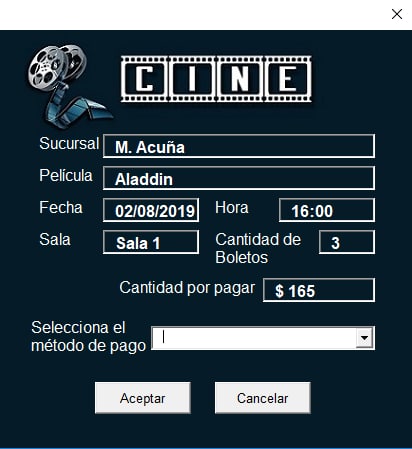 CINE
Sucursal M. Acuña
Película Aladdin
Fecha 02/08/2019 Hora 16:00
Sala Sala 1 Cantidad de Boletos 3
Cantidad por pagar $ 165
Selecciona el
método de pago
Aceptar Cancelar